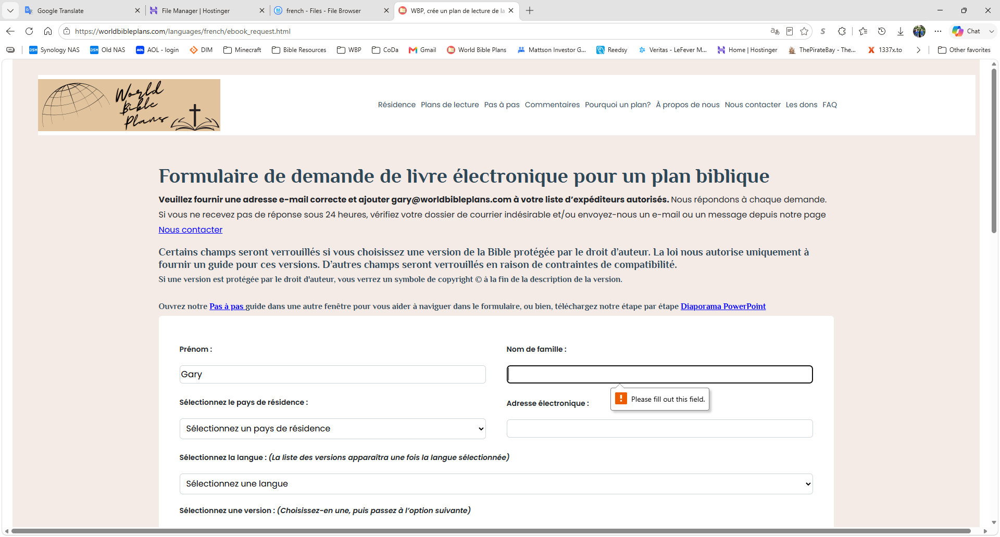 Google Translate
File Manager | Hostinger
french - Files - File Browser
WBP, crée un plan de lecture de la
https://worldbibleplans.com/languages/french/ebook_request.html
Chat
Synology NAS
Old NAS
AOL - login
DIM
Minecraft
Bible Resources
WBP
CoDa
Gmail
World Bible Plans
Mattson Investor G...
Reedsy
Veritas - LeFever M...
Home | Hostinger
ThePirateBay - The...
1337x.to
Other favorites
World
Bible
Plans
Résidence Plans de lecture Pas à pas Commentaires Pourquoi un plan? À propos de nous Nous contacter Les dons FAQ
Formulaire de demande de livre électronique pour un plan biblique
Veuillez fournir une adresse e-mail correcte et ajouter gary@worldbibleplans.com à votre liste d’expéditeurs autorisés. Nous répondons à chaque demande.
Si vous ne recevez pas de réponse sous 24 heures, vérifiez votre dossier de courrier indésirable et/ou envoyez-nous un e-mail ou un message depuis notre page
Nous contacter
Certains champs seront verrouillés si vous choisissez une version de la Bible protégée par le droit d’auteur. La loi nous autorise uniquement à
fournir un guide pour ces versions. D’autres champs seront verrouillés en raison de contraintes de compatibilité.
Si une version est protégée par le droit d'auteur, vous verrez un symbole de copyright © à la fin de la description de la version.
Ouvrez notre Pas à pas guide dans une autre fenêtre pour vous aider à naviguer dans le formulaire, ou bien, téléchargez notre étape par étape Diaporama PowerPoint
Prénom :
Nom de famille :
Gary
Please fill out this field.
Sélectionnez le pays de résidence :
Adresse électronique :
Sélectionnez un pays de résidence
Sélectionnez la langue : (La liste des versions apparaîtra une fois la langue sélectionnée)
Sélectionnez une langue
Sélectionnez une version : (Choisissez-en une, puis passez à l’option suivante)